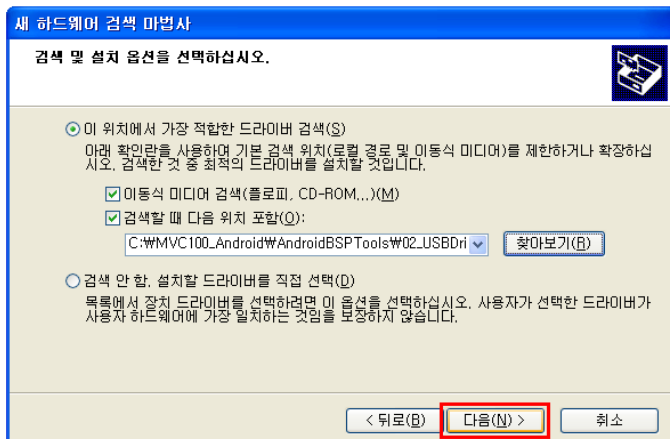 새 하드웨어 검색 마법사
검색 및 설치 옵션을 선택하십시오.
이 위치에서 가장 적합한 드라이버 검색(S)
아래 확인란을 사용하여 기본 검색 위치(로컬 경로 및 이동식 미디어)를 제한하거나 확장하십
시오. 검색한 것 중 최적의 드라이버를 설치할 것입니다.
이동식 미디어 검색(플로피, CD-ROM...)(M)
검색할 때 다음 위치 포함(O):
C:₩MVC100_Android₩AndroidBSPTools₩02_USBDri
찾아보기(R)
검색 안 함. 설치할 드라이버를 직접 선택(D)
목록에서 장치 드라이버를 선택하려면 이 옵션을 선택하십시오. 사용자가 선택한 드라이버가
사용자 하드웨어에 가장 일치하는 것임을 보장하지 않습니다.
< 뒤로(B) 다음(N) > 취소